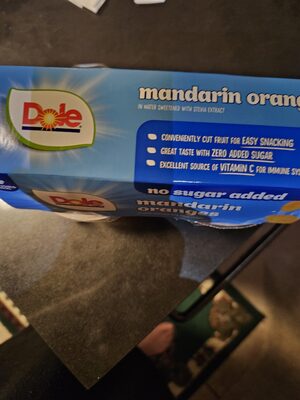 Dole
mandarin orang
IN WATER SWEETENED WITH STEVIA EXTRACT
CONVENIENTLY CUT FRUIT FOR EASY SNACKING
GREAT TASTE WITH ZERO ADDED SUGAR
EXCELLENT SOURCE OF VITAMIN C FOR IMMUNE SYS
no sugar added
mandarin
oranges